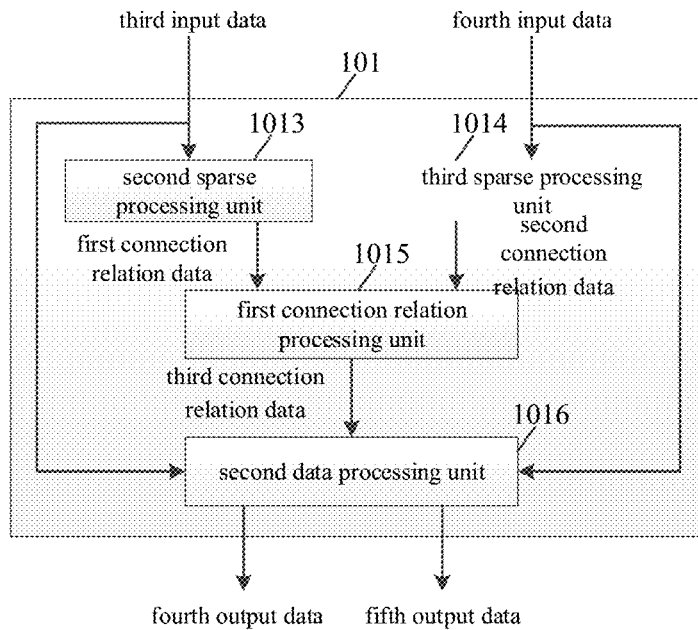 third input data
fourth input data
101
1013
1014
second sparse
processing unit
third sparse processing
unit
first connection
relation data
second
connection
relation data
1015
first connection relation
processing unit
third connection
relation data
1016
second data processing unit
fourth output data
fifth output data